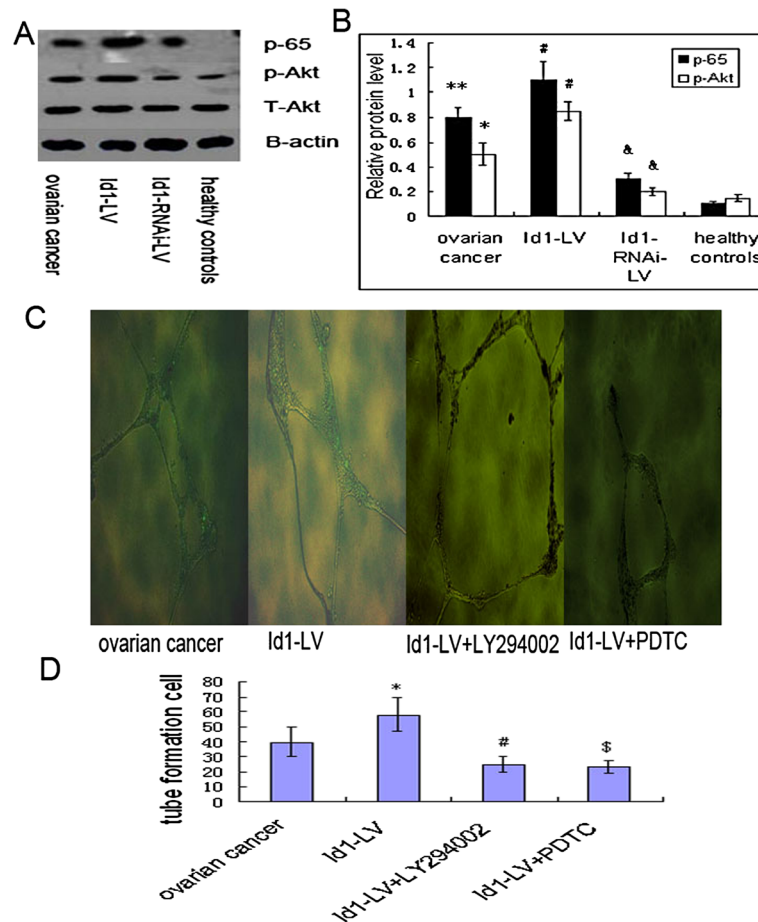 A
p-65
p-Akt
T-Akt
B-actin
ovarian cancer
Id1-LV
Id1-RNAi-LV
healthy controls
B
Relative protein level
1.4
1.2
1
0.8
0.6
0.4
0.2
0
p-65
p-Akt
**
*
#
#
&
&
ovarian
cancer
Id1-LV
Id1-
RNAi-
LV
healthy
controls
C
ovarian cancer
Id1-LV
Id1-LV+LY294002
Id1-LV+PDTC
D
tube formation cell
80
70
60
50
40
30
20
10
0
*
#
$
ovarian cancer
Id1-LV
Id1-LV+LY294002
Id1-LV+PDTC